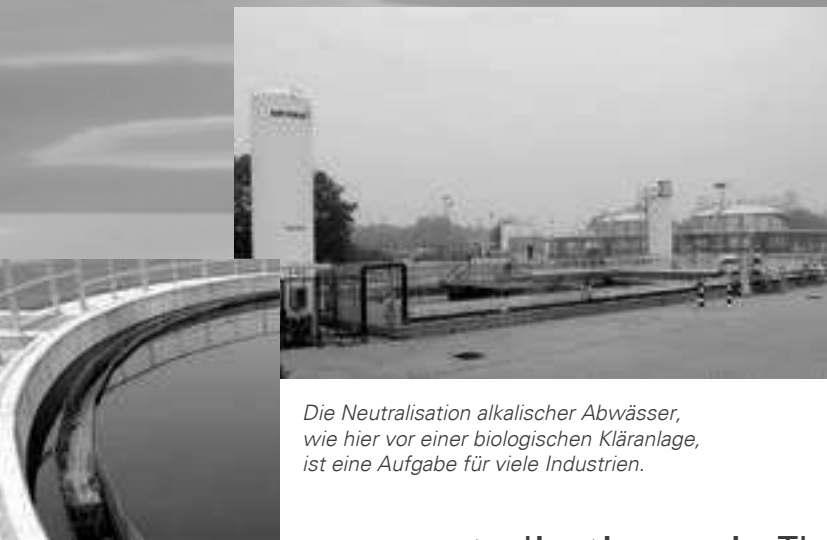 Die Neutralisation alkalischer Abwässer,
wie hier vor einer biologischen Kläranlage,
ist eine Aufgabe für viele Industrien.